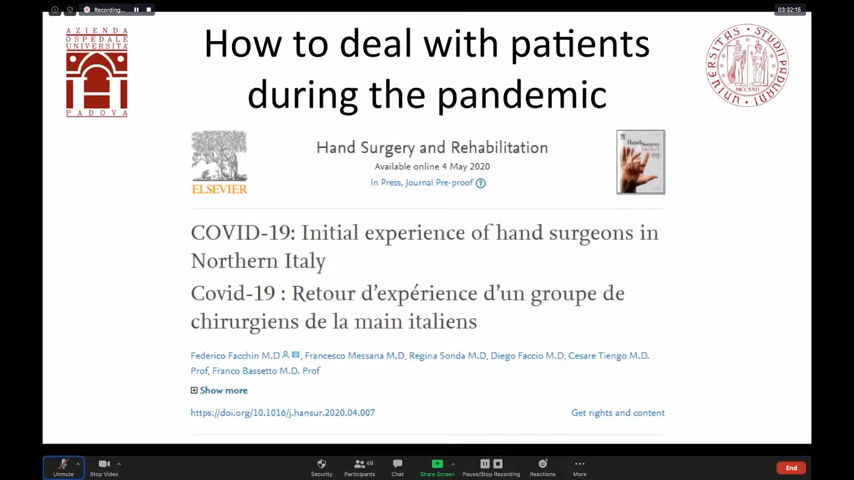 Recording...
03:32:15
AZIENDA
OSPEDALE
UNIVERSITÀ
PADOVA
How to deal with patients
during the pandemic
ELSEVIER
Hand Surgery and Rehabilitation
Available online 4 May 2020
In Press, Journal Pre-proof
COVID-19: Initial experience of hand surgeons in
Northern Italy
Covid-19 : Retour d'expérience d'un groupe de
chirurgiens de la main italiens
Federico Facchin M.D , Francesco Messana M.D, Regina Sonda M.D, Diego Faccio M.D, Cesare Tiengo M.D.
Prof, Franco Bassetto M.D. Prof
Show more
https://doi.org/10.1016/j.hansur.2020.04.007
Get rights and content
Unmute
Stop Video
Security
49
Participants
Chat
Share Screen
Pause/Stop Recording
Reactions
More
End